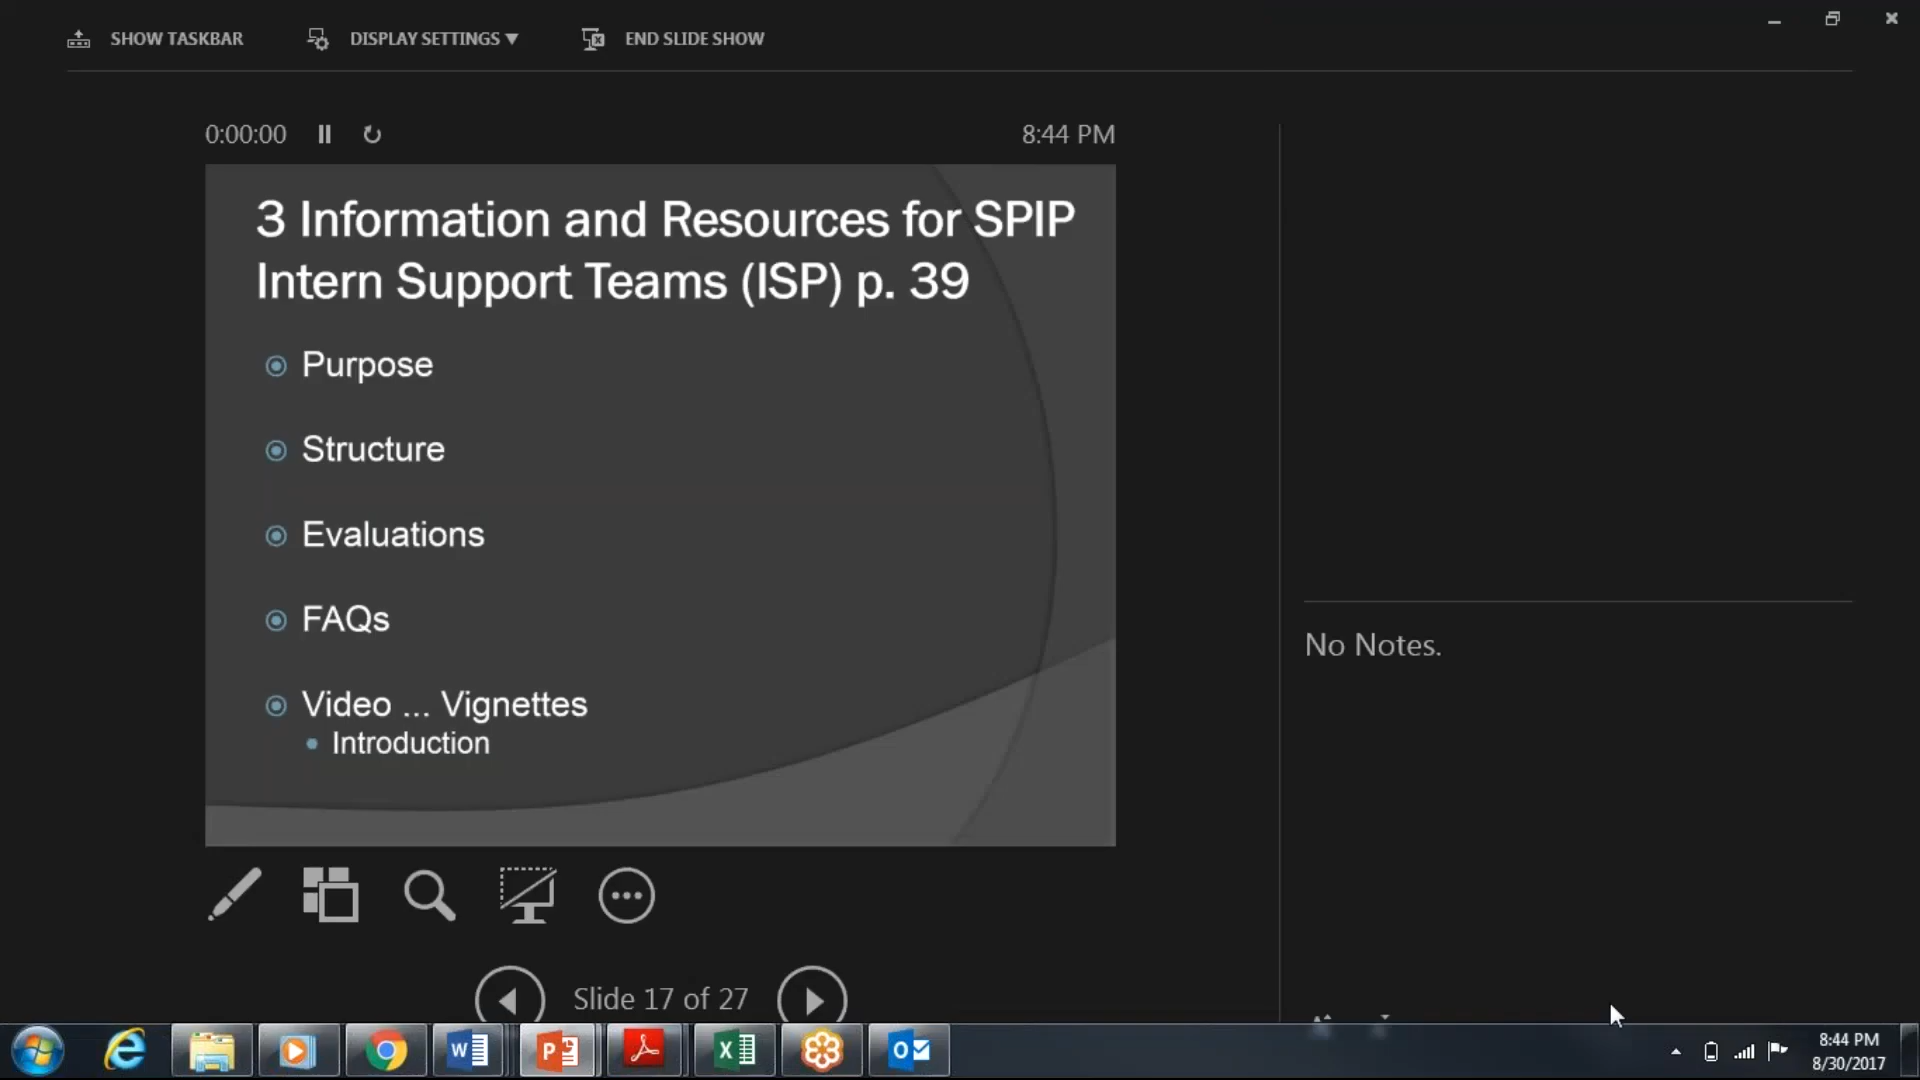 SHOW TASKBAR
DISPLAY SETTINGS ▼
END SLIDE SHOW
0:00:00
8:44 PM
3 Information and Resources for SPIP
Intern Support Teams (ISP) p. 39
Purpose
Structure
Evaluations
FAQs
Video ... Vignettes
Introduction
No Notes.
Slide 17 of 27
8:44 PM
8/30/2017